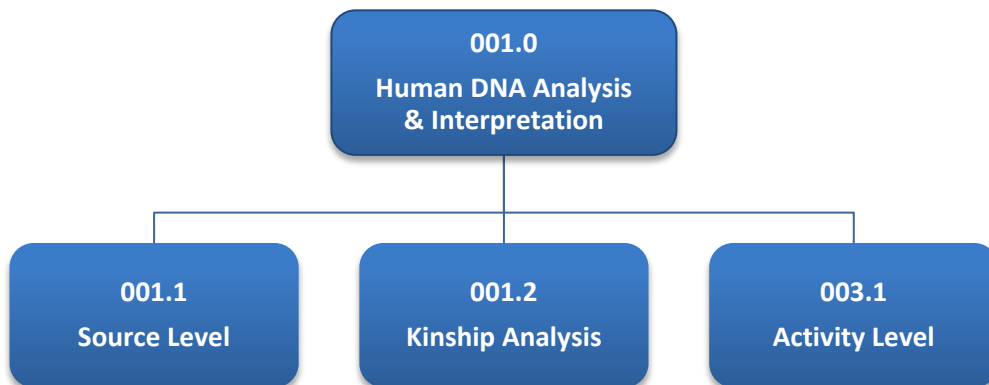 001.0
Human DNA Analysis
& Interpretation
001.1
Source Level
001.2
Kinship Analysis
003.1
Activity Level